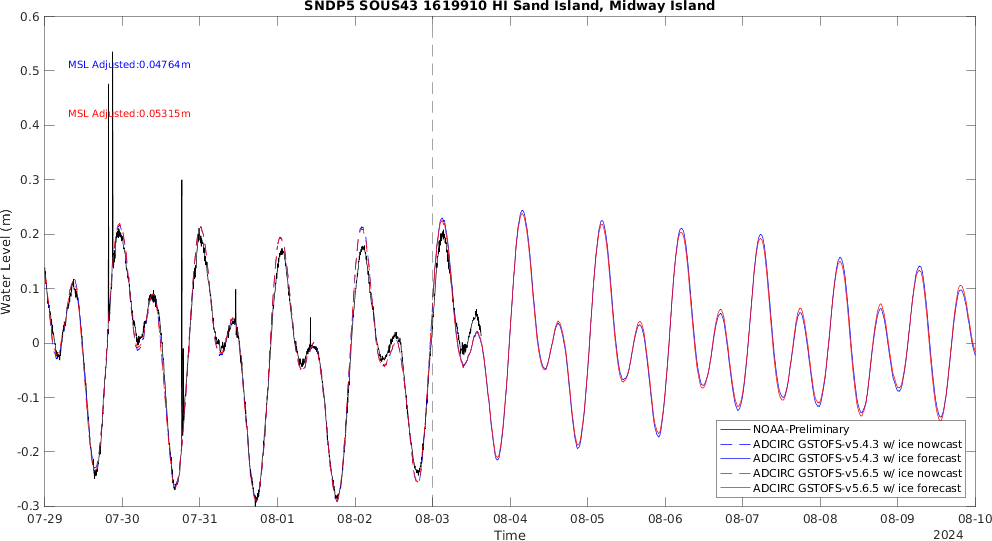 SNDP5 SOUS43 1619910 HI Sand Island, Midway Island
0.6
0.5
0.4
0.3
0.2
0.1
0
-0.1
-0.2
-0.3
Water Level (m)
MSL Adjusted:0.04764m
MSL Adjusted:0.05315m
NOAA-Preliminary
ADCIRC GSTOFS-v5.4.3 w/ ice nowcast
ADCIRC GSTOFS-v5.4.3 w/ ice forecast
ADCIRC GSTOFS-v5.6.5 w/ ice nowcast
ADCIRC GSTOFS-v5.6.5 w/ ice forecast
07-29 07-30 07-31 08-01 08-02 08-03 08-04 08-05 08-06 08-07 08-08 08-09 08-10
Time
2024